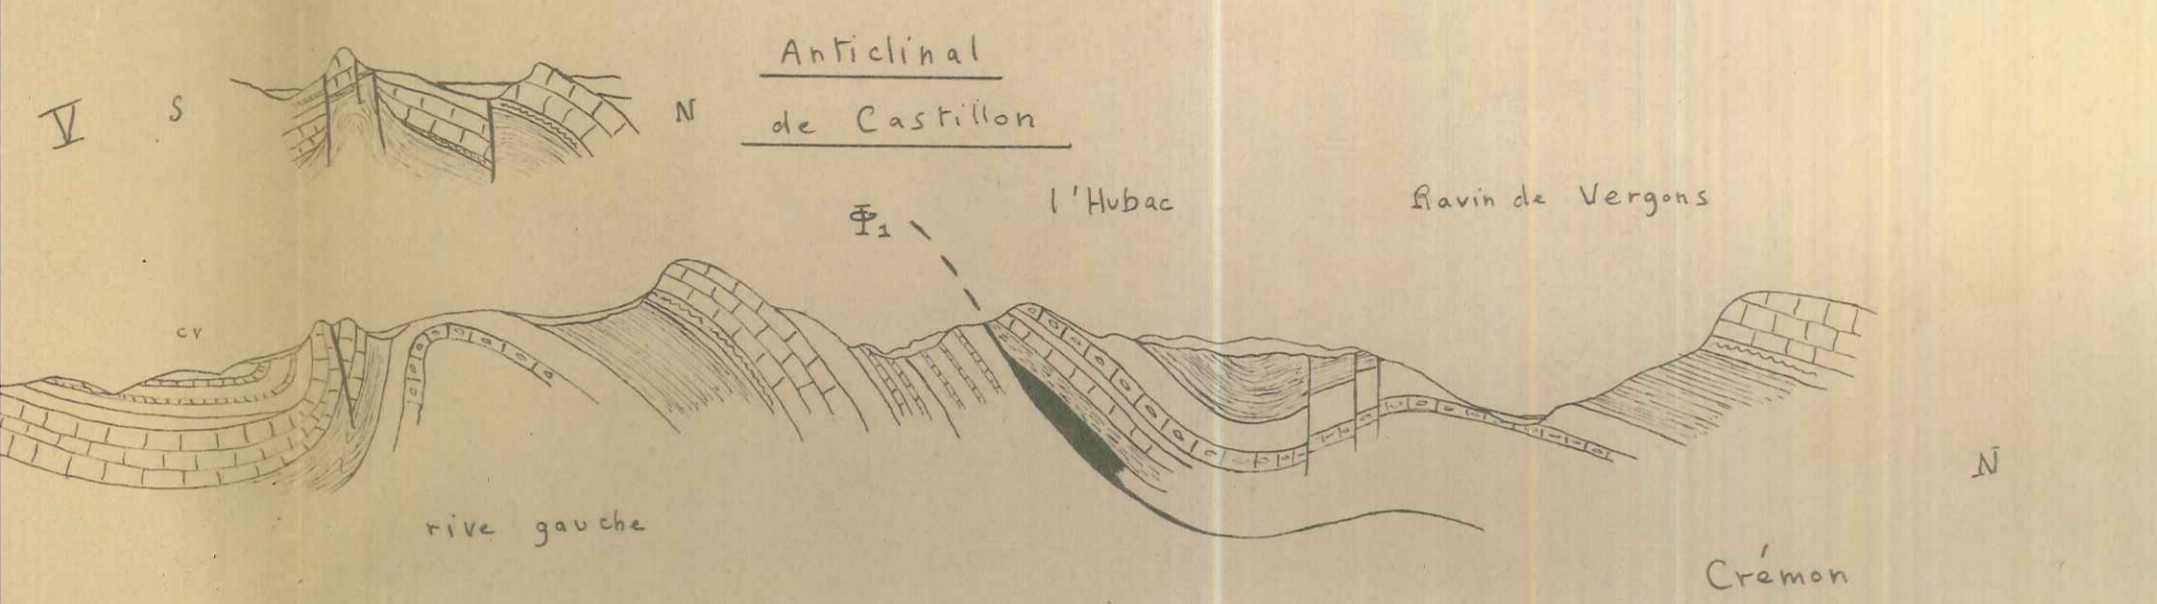 Anticlinal
de Castillon
V S N
l'Hubac
Ravin de Vergons
Φ1
cv
rive gauche
N
Crémon